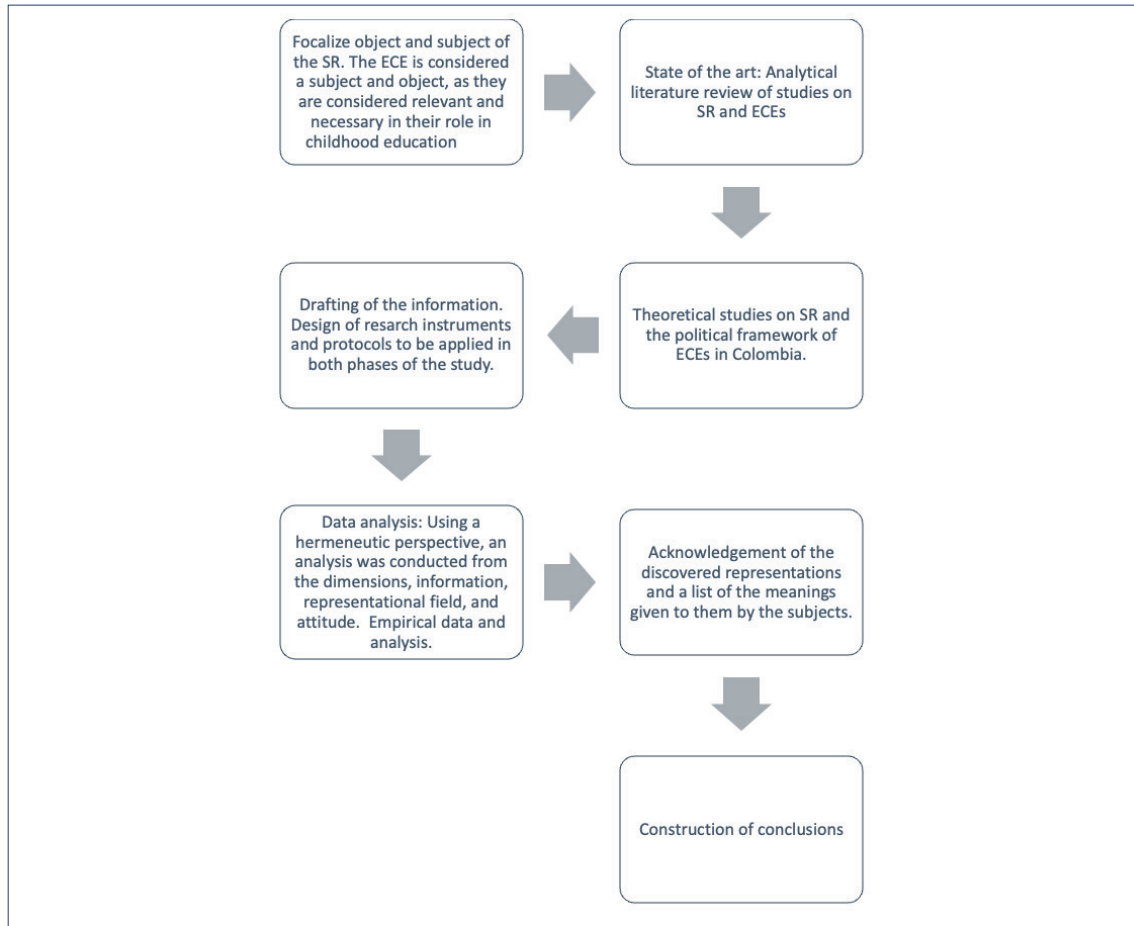 Focalize object and subject of
the SR. The ECE is considered
a subject and object, as they
are considered relevant and
necessary in their role in
childhood education
State of the art: Analytical
literature review of studies on
SR and ECEs
Theoretical studies on SR and
the political framework of
ECEs in Colombia.
Drafting of the information.
Design of resarch instruments
and protocols to be applied in
both phases of the study.
Data analysis: Using a
hermeneutic perspective, an
analysis was conducted from
the dimensions, information,
representational field, and
attitude. Empirical data and
analysis.
Acknowledgement of the
discovered representations
and a list of the meanings
given to them by the subjects.
Construction of conclusions